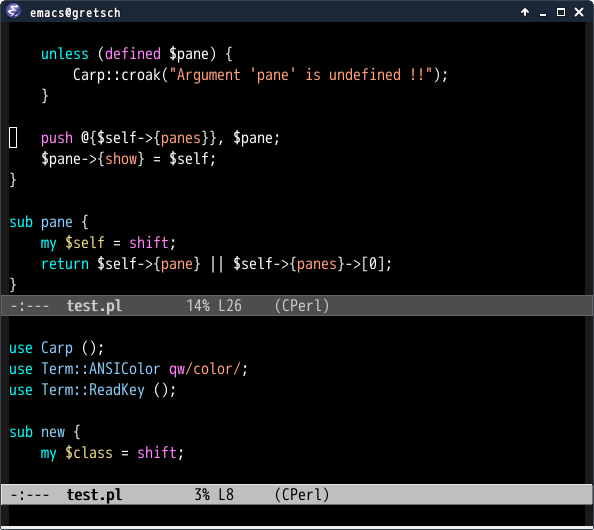 emacs@gretsch
    unless (defined $pane) {
        Carp::croak("Argument 'pane' is undefined !!");
    }
    push @{$self->{panes}}, $pane;
    $pane->{show} = $self;
}
sub pane {
    my $self = shift;
    return $self->{pane} || $self->{panes}->[0];
}
-:---  test.pl        14% L26    (CPerl)
use Carp ();
use Term::ANSIColor qw/color/;
use Term::ReadKey ();
sub new {
    my $class = shift;
-:---  test.pl         3% L8     (CPerl)